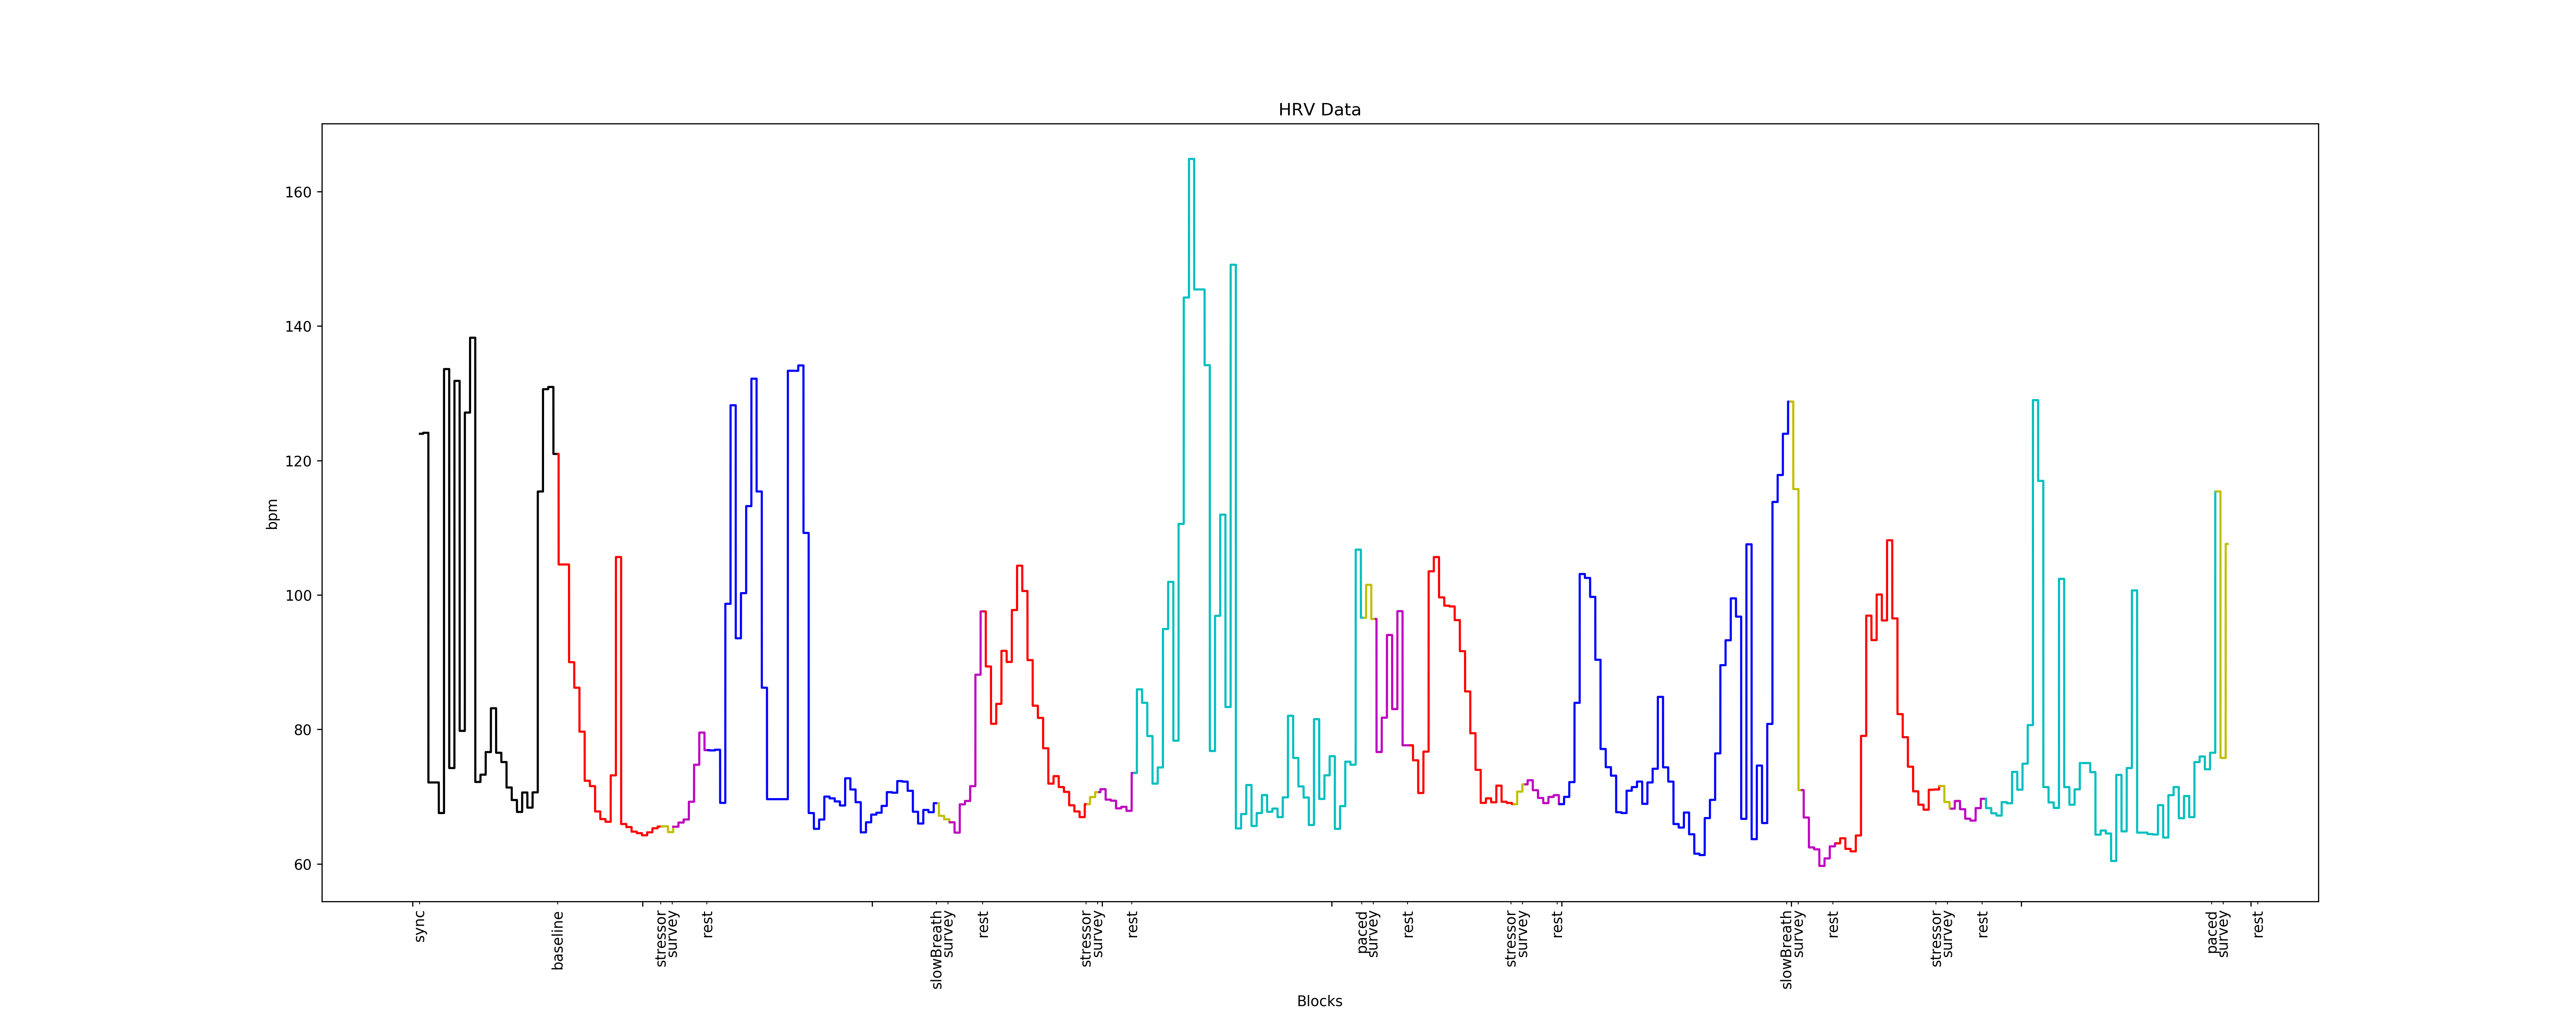 HRV Data
160
140
120
100
80
60
bpm
sync
baseline
stressor
survey
rest
slowBreath
survey
rest
stressor
survey
rest
paced
survey
rest
stressor
survey
rest
slowBreath
survey
rest
stressor
survey
rest
paced
survey
rest
Blocks